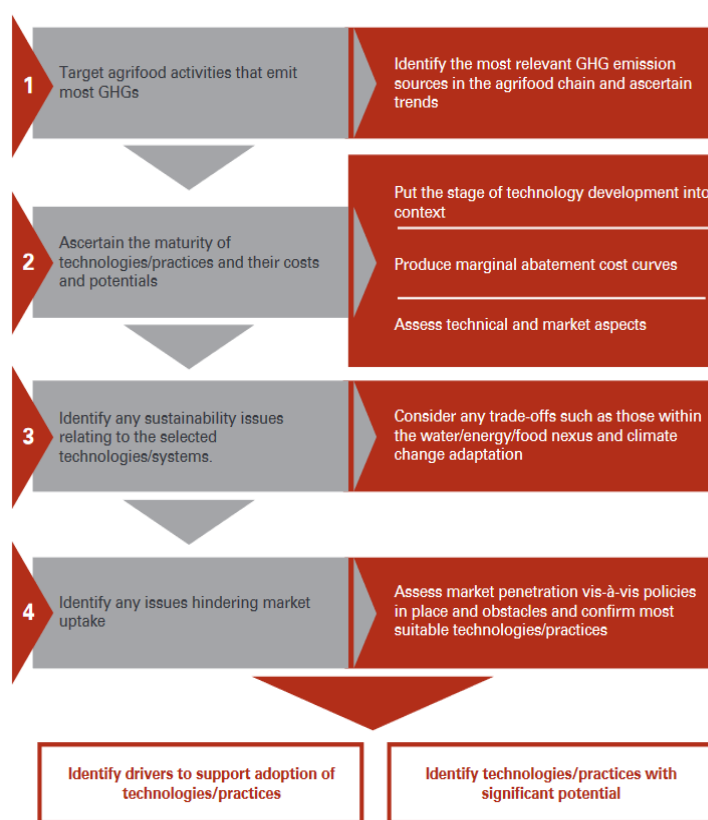 1
Target agrifood activities that emit
most GHGs
Identify the most relevant GHG emission
sources in the agrifood chain and ascertain
trends
2
Ascertain the maturity of
technologies/practices and their costs
and potentials
Put the stage of technology development into
context
Produce marginal abatement cost curves
Assess technical and market aspects
3
Identify any sustainability issues
relating to the selected
technologies/systems.
Consider any trade-offs such as those within
the water/energy/food nexus and climate
change adaptation
4
Identify any issues hindering market
uptake
Assess market penetration vis-à-vis policies
in place and obstacles and confirm most
suitable technologies/practices
Identify drivers to support adoption of
technologies/practices
Identify technologies/practices with
significant potential